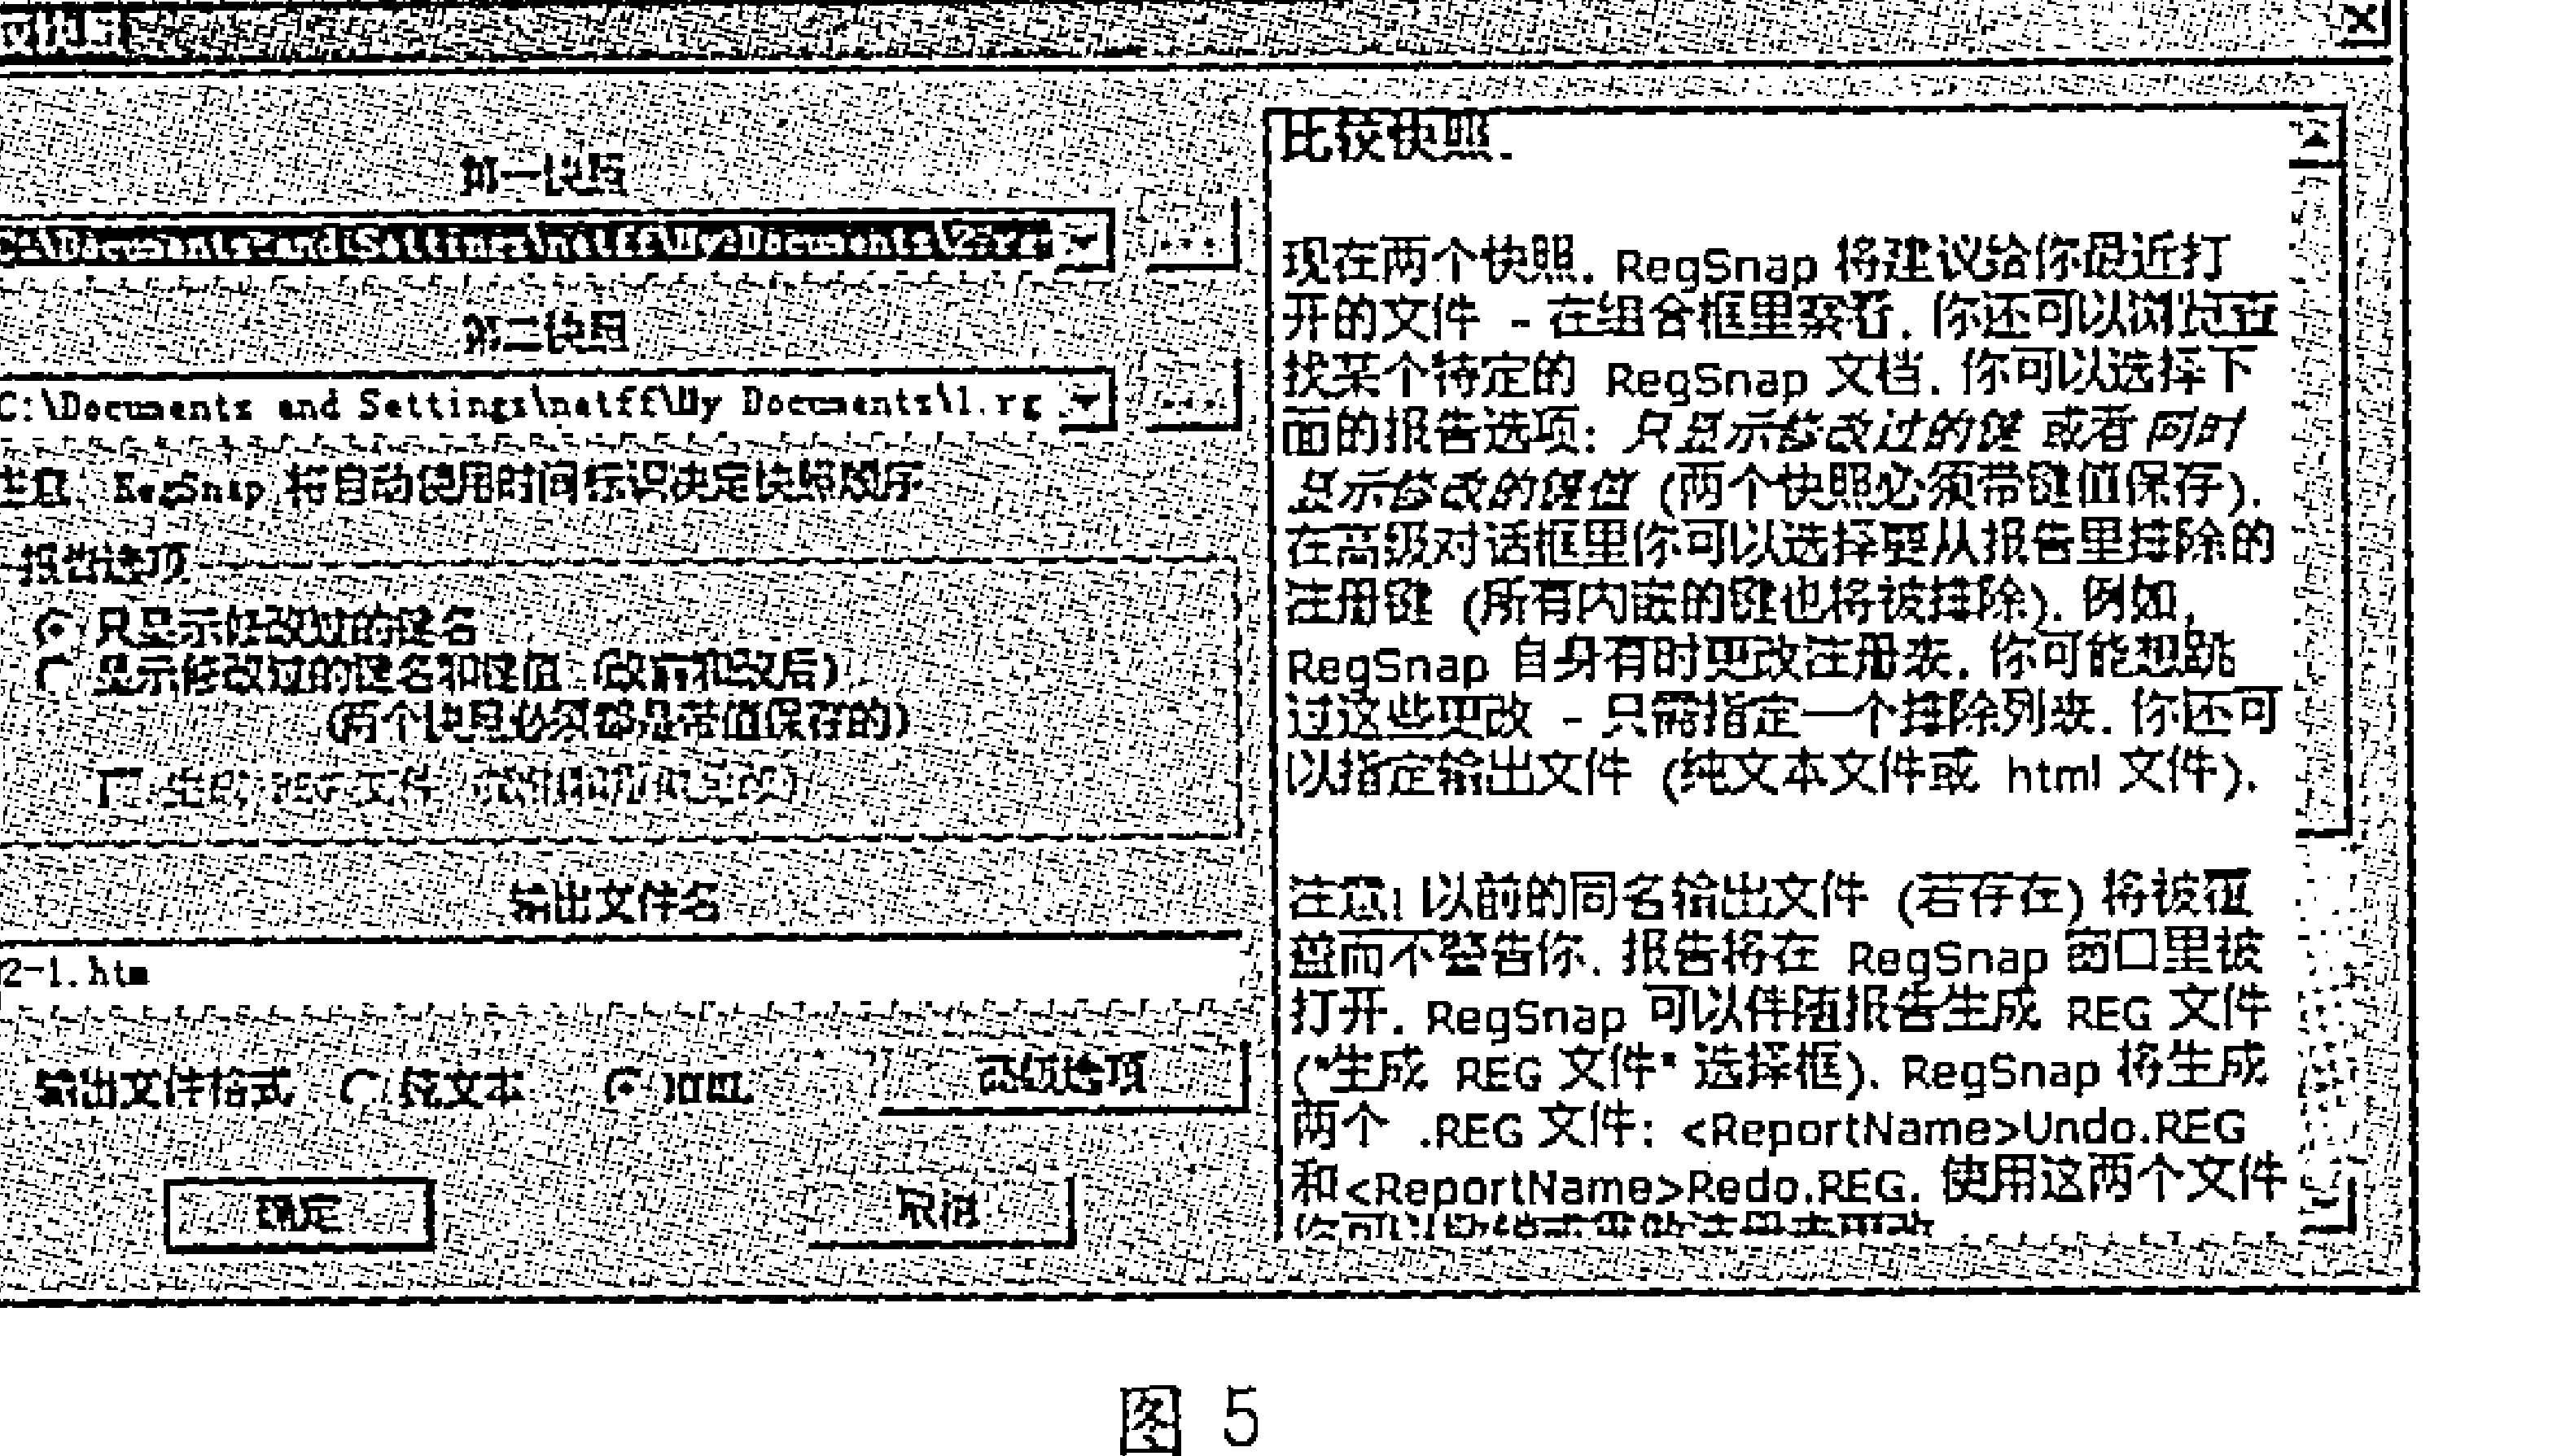 第一快照
C:\Documents and Settings\netff\My Documents\2.rg
第二快照
C:\Documents and Settings\netff\My Documents\1.rg
注意: RegSnap 将自动使用时间标识决定快照顺序
报告选项
只显示修改过的键名
显示修改过的键名和键值 (改前和改后)
(两个快照必须都是带值保存的)
生成 REG 文件
输出文件名
2-1.htm
输出文件格式 纯文本 HTML 高级选项
确定 取消
比较快照.
现在两个快照. RegSnap 将建议给你最近打
开的文件 - 在组合框里察看. 你还可以浏览查
找某个特定的 RegSnap 文档. 你可以选择下
面的报告选项: 只显示修改过的键 或者 同时
显示修改的键值 (两个快照必须带键值保存).
在高级对话框里你可以选择要从报告里排除的
注册键 (所有内嵌的键也将被排除). 例如,
RegSnap 自身有时更改注册表. 你可能想跳
过这些更改 - 只需指定一个排除列表. 你还可
以指定输出文件 (纯文本文件或 html 文件).
注意! 以前的同名输出文件 (若存在) 将被覆
盖而不警告你. 报告将在 RegSnap 窗口里被
打开. RegSnap 可以伴随报告生成 REG 文件
("生成 REG 文件" 选择框). RegSnap 将生成
两个 .REG 文件: <ReportName>Undo.REG
和<ReportName>Redo.REG. 使用这两个文件
图 5